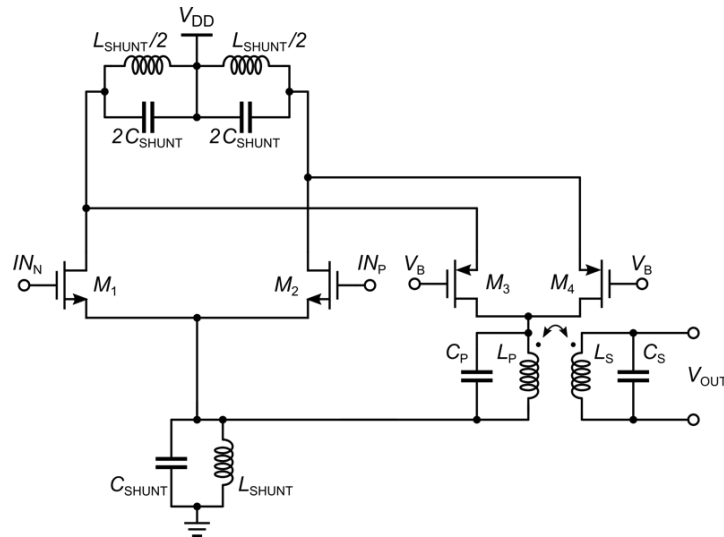 V_DD
L_SHUNT/2 L_SHUNT/2
2C_SHUNT 2C_SHUNT
IN_N M_1 M_2 IN_P V_B M_3 M_4 V_B
C_P L_P L_S C_S V_OUT
C_SHUNT L_SHUNT